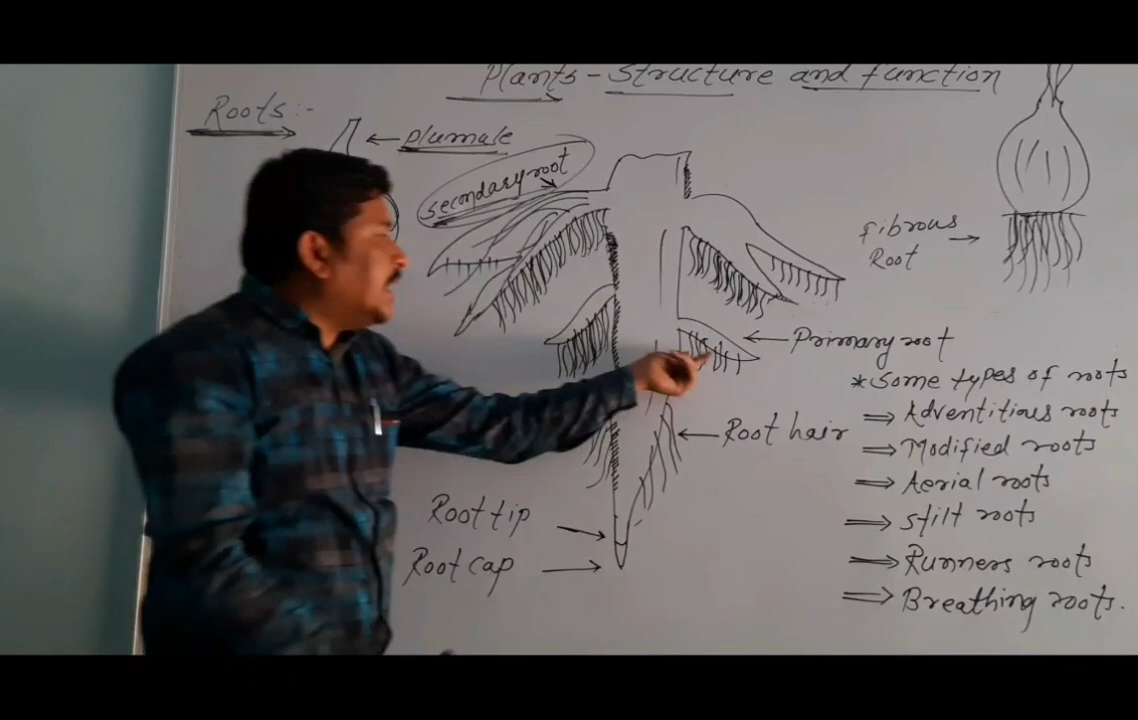 Plants - Structure and function
Roots :-
plumale
Secondary root
Fibrous
Root
Primary root
* Some types of roots
⇒ Adventitious roots
Root hair
⇒ Modified roots
⇒ Aerial roots
⇒ Stilt roots
Root tip
⇒ Runners roots
Root cap
⇒ Breathing roots.